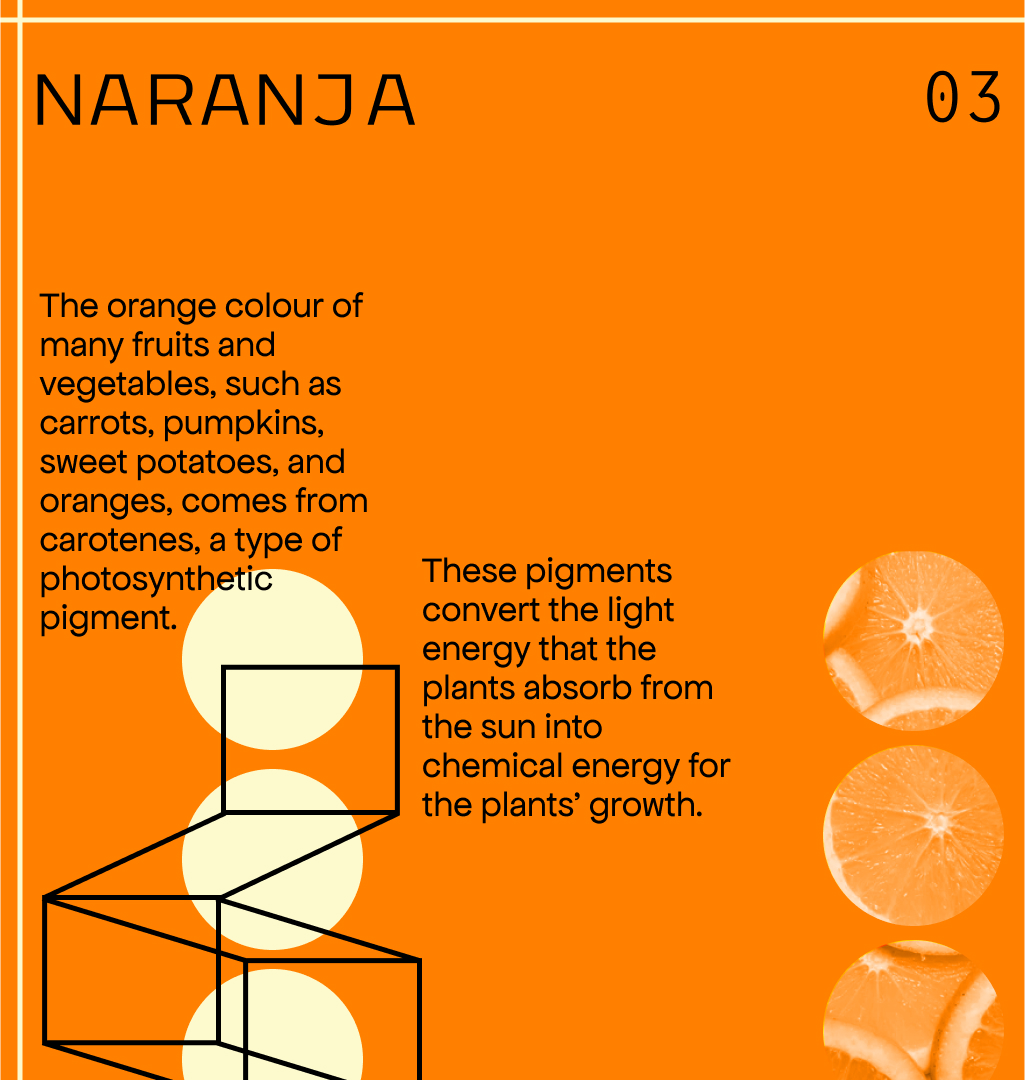 NARANJA
03
The orange colour of
many fruits and
vegetables, such as
carrots, pumpkins,
sweet potatoes, and
oranges, comes from
carotenes, a type of
photosynthetic
pigment.
These pigments
convert the light
energy that the
plants absorb from
the sun into
chemical energy for
the plants’ growth.